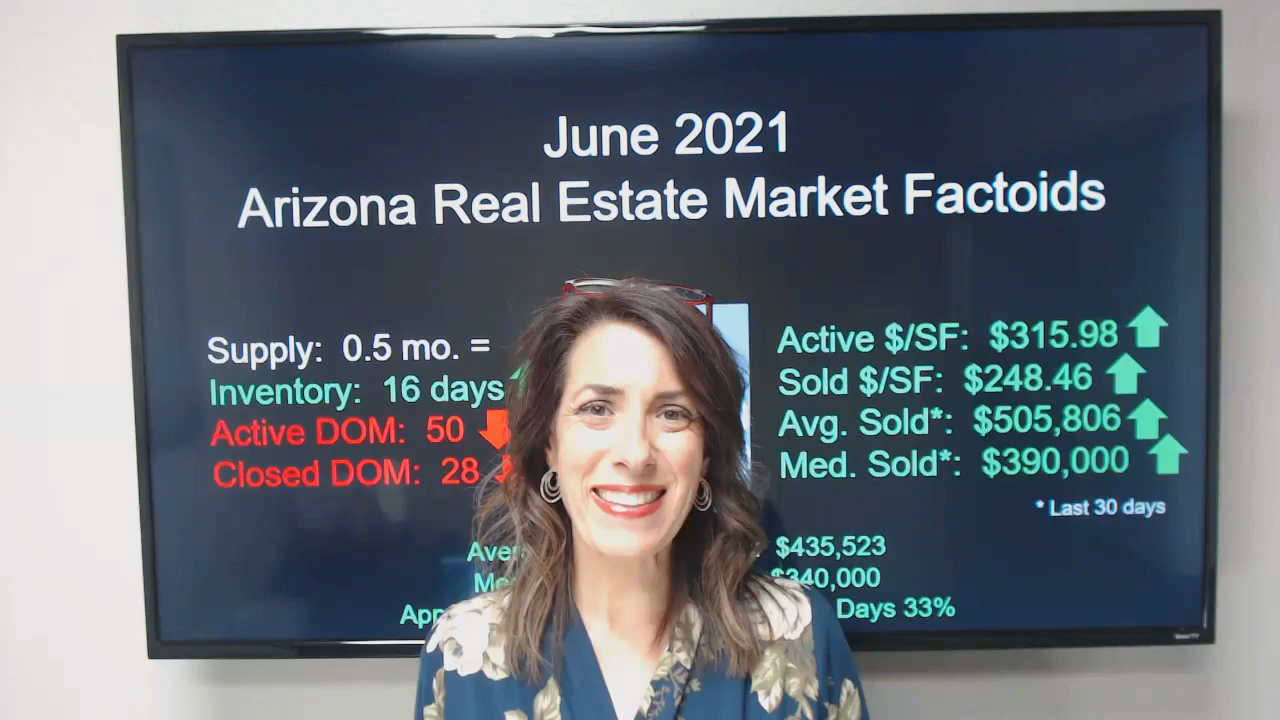 June 2021
Arizona Real Estate Market Factoids
Supply: 0.5 mo. =
Inventory: 16 days
Active DOM: 50
Closed DOM: 28
Active $/SF: $315.98
Sold $/SF: $248.46
Avg. Sold*: $505,806
Med. Sold*: $390,000
* Last 30 days
$435,523
$340,000
Days 33%